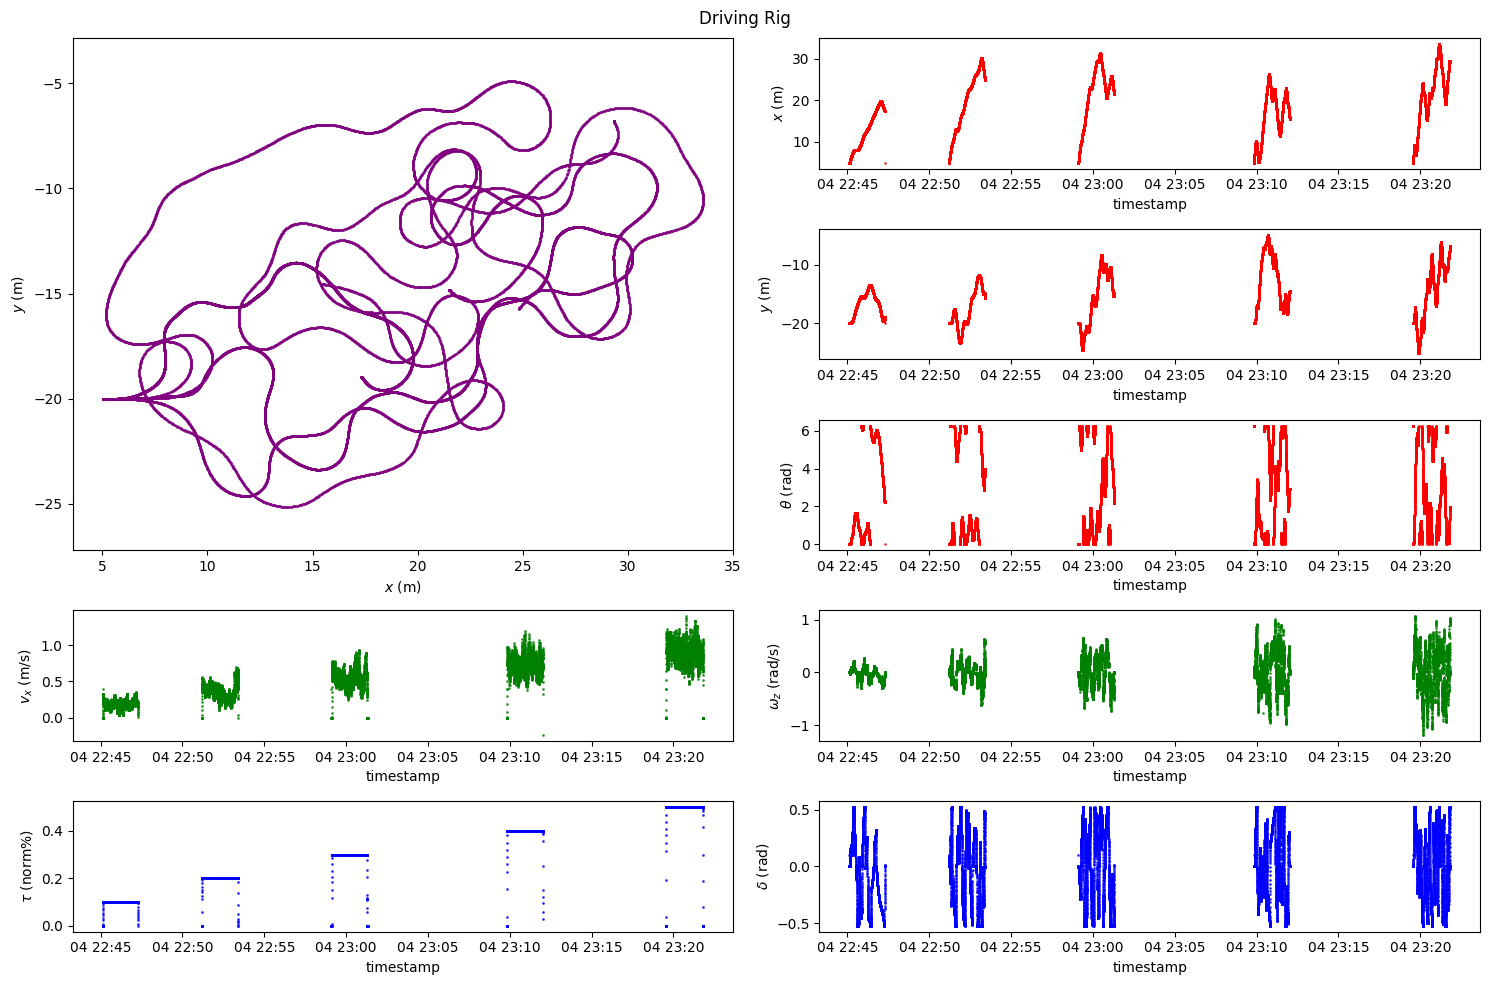 Driving Rig
−5
−10
−15
−20
−25
y (m)
5 10 15 20 25 30 35
x (m)
30
20
10
x (m)
04 22:45 04 22:50 04 22:55 04 23:00 04 23:05 04 23:10 04 23:15 04 23:20
timestamp
−10
−20
y (m)
04 22:45 04 22:50 04 22:55 04 23:00 04 23:05 04 23:10 04 23:15 04 23:20
timestamp
6
4
2
0
θ (rad)
04 22:45 04 22:50 04 22:55 04 23:00 04 23:05 04 23:10 04 23:15 04 23:20
timestamp
1.0
0.5
0.0
vₓ (m/s)
04 22:45 04 22:50 04 22:55 04 23:00 04 23:05 04 23:10 04 23:15 04 23:20
timestamp
1
0
−1
ω_z (rad/s)
04 22:45 04 22:50 04 22:55 04 23:00 04 23:05 04 23:10 04 23:15 04 23:20
timestamp
0.4
0.2
0.0
τ (norm%)
04 22:45 04 22:50 04 22:55 04 23:00 04 23:05 04 23:10 04 23:15 04 23:20
timestamp
0.5
0.0
−0.5
δ (rad)
04 22:45 04 22:50 04 22:55 04 23:00 04 23:05 04 23:10 04 23:15 04 23:20
timestamp